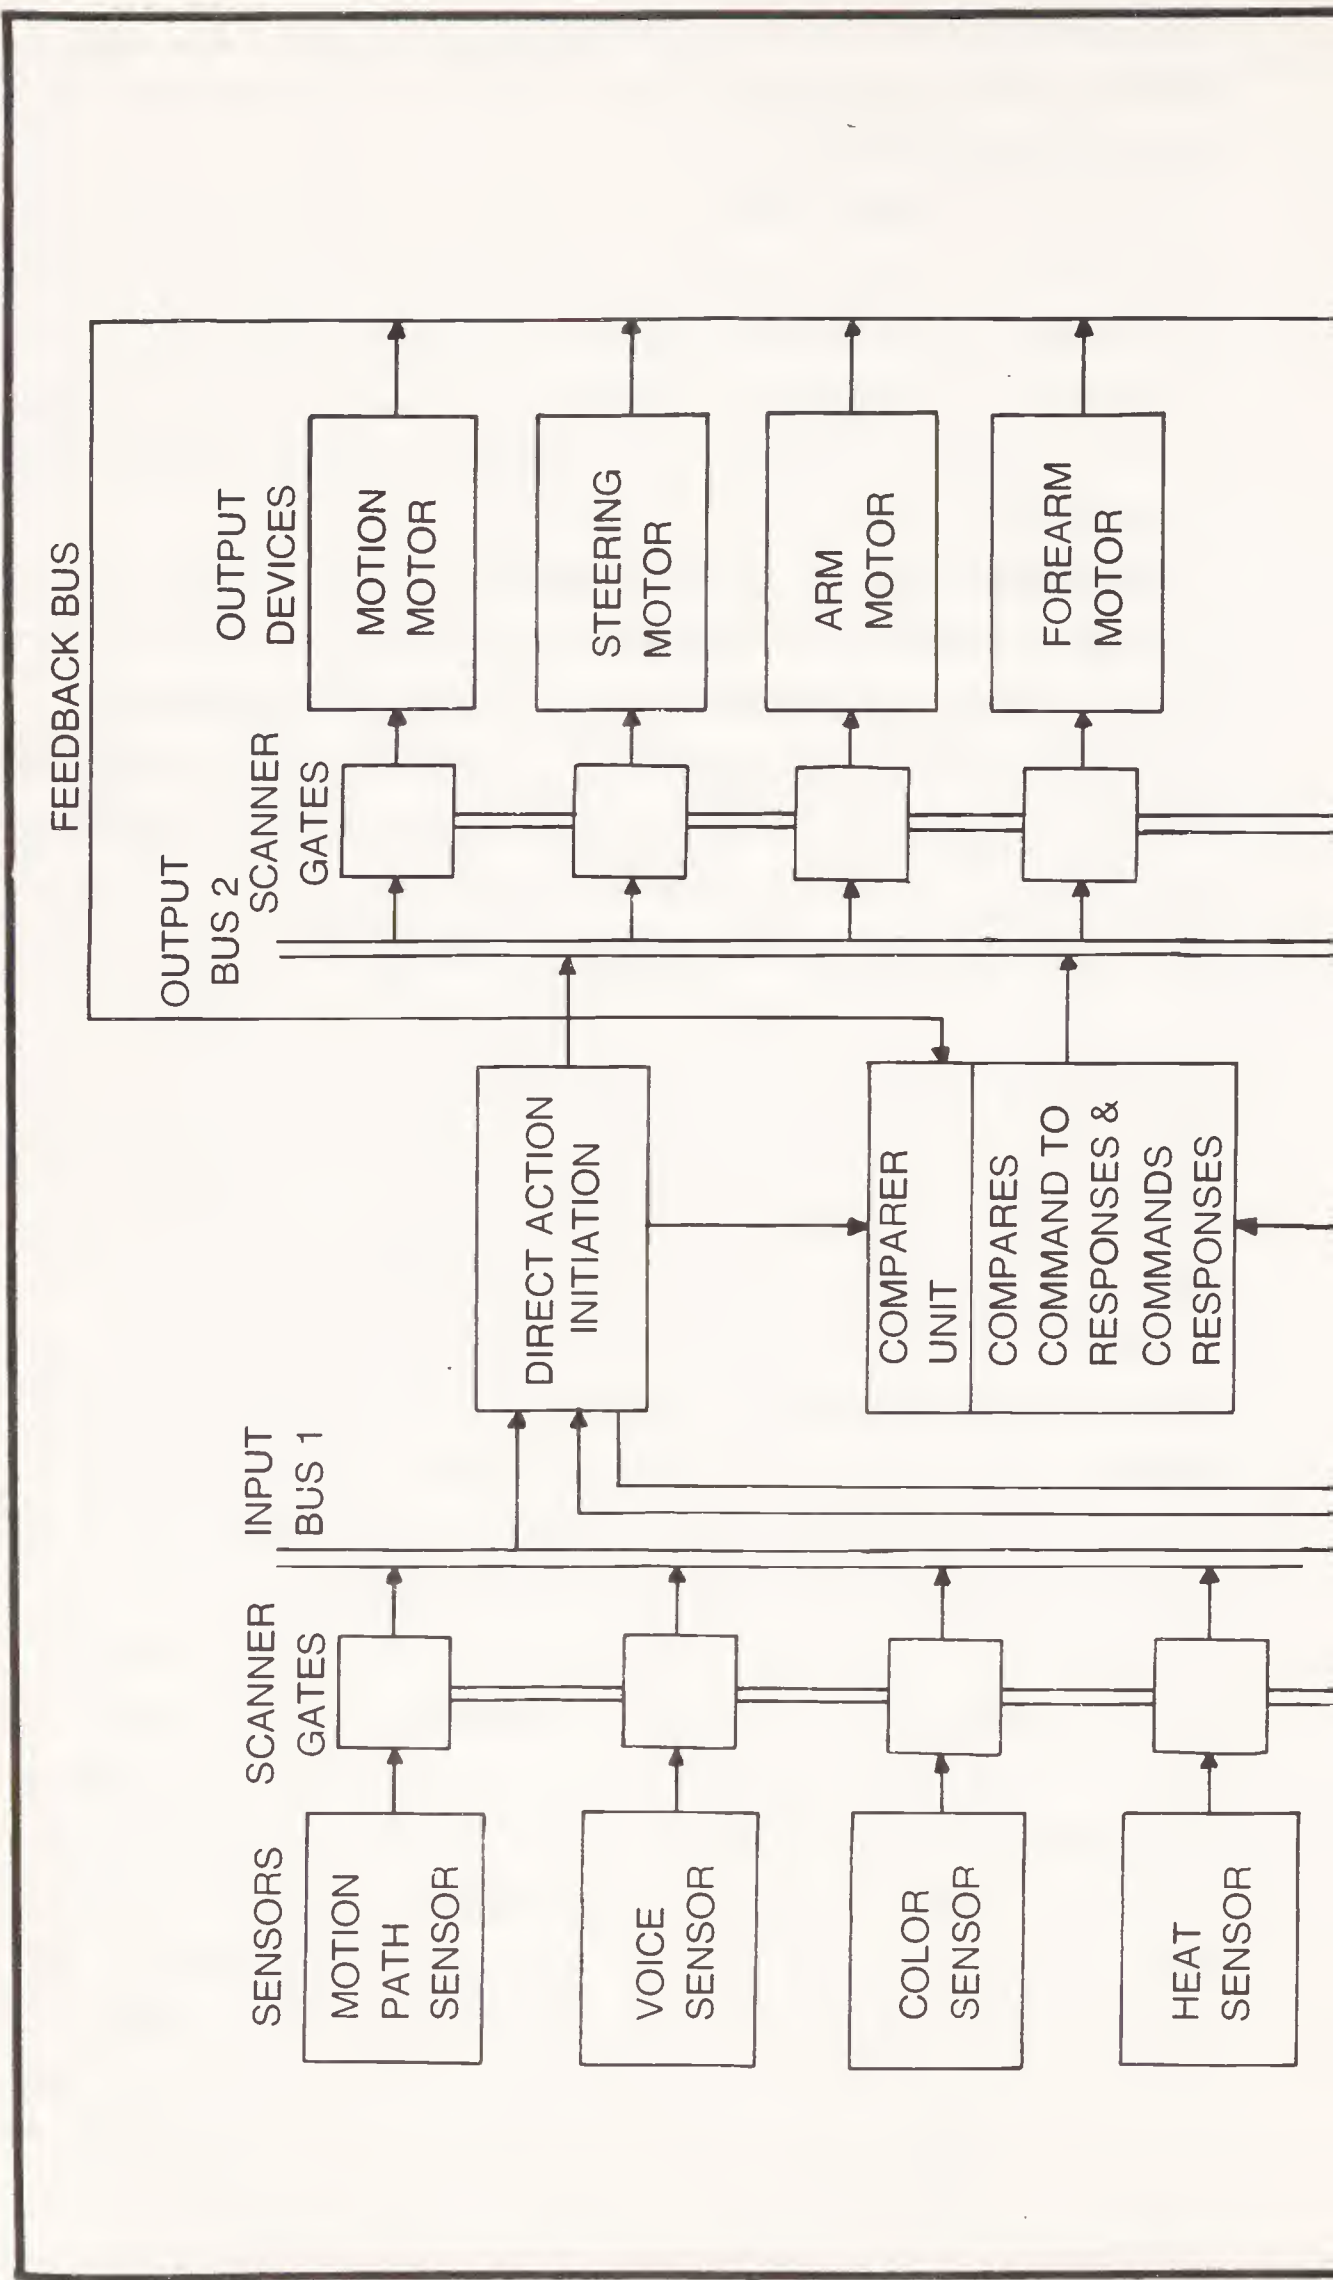 FEEDBACK BUS
OUTPUT
BUS 2
SCANNER
GATES
OUTPUT
DEVICES
INPUT
BUS 1
SCANNER
GATES
SENSORS
MOTION
PATH
SENSOR
VOICE
SENSOR
COLOR
SENSOR
HEAT
SENSOR
DIRECT ACTION
INITIATION
COMPARER
UNIT
COMPARES
COMMAND TO
RESPONSES &
COMMANDS
RESPONSES
MOTION
MOTOR
STEERING
MOTOR
ARM
MOTOR
FOREARM
MOTOR